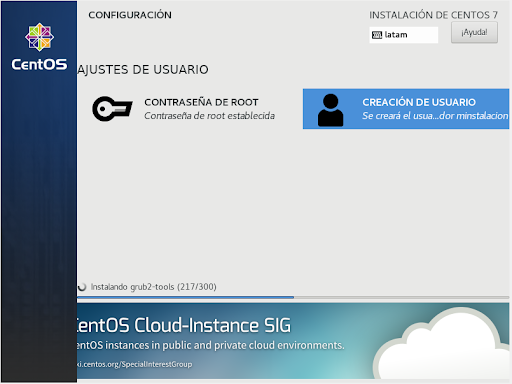 CONFIGURACIÓN
INSTALACIÓN DE CENTOS 7
latam
¡Ayuda!
CentOS
AJUSTES DE USUARIO
CONTRASEÑA DE ROOT
Contraseña de root establecida
CREACIÓN DE USUARIO
Se creará el usua...dor minstalacion
Instalando grub2-tools (217/300)
CentOS Cloud-Instance SIG
CentOS instances in public and private cloud environments.
ki.centos.org/SpecialInterestGroup